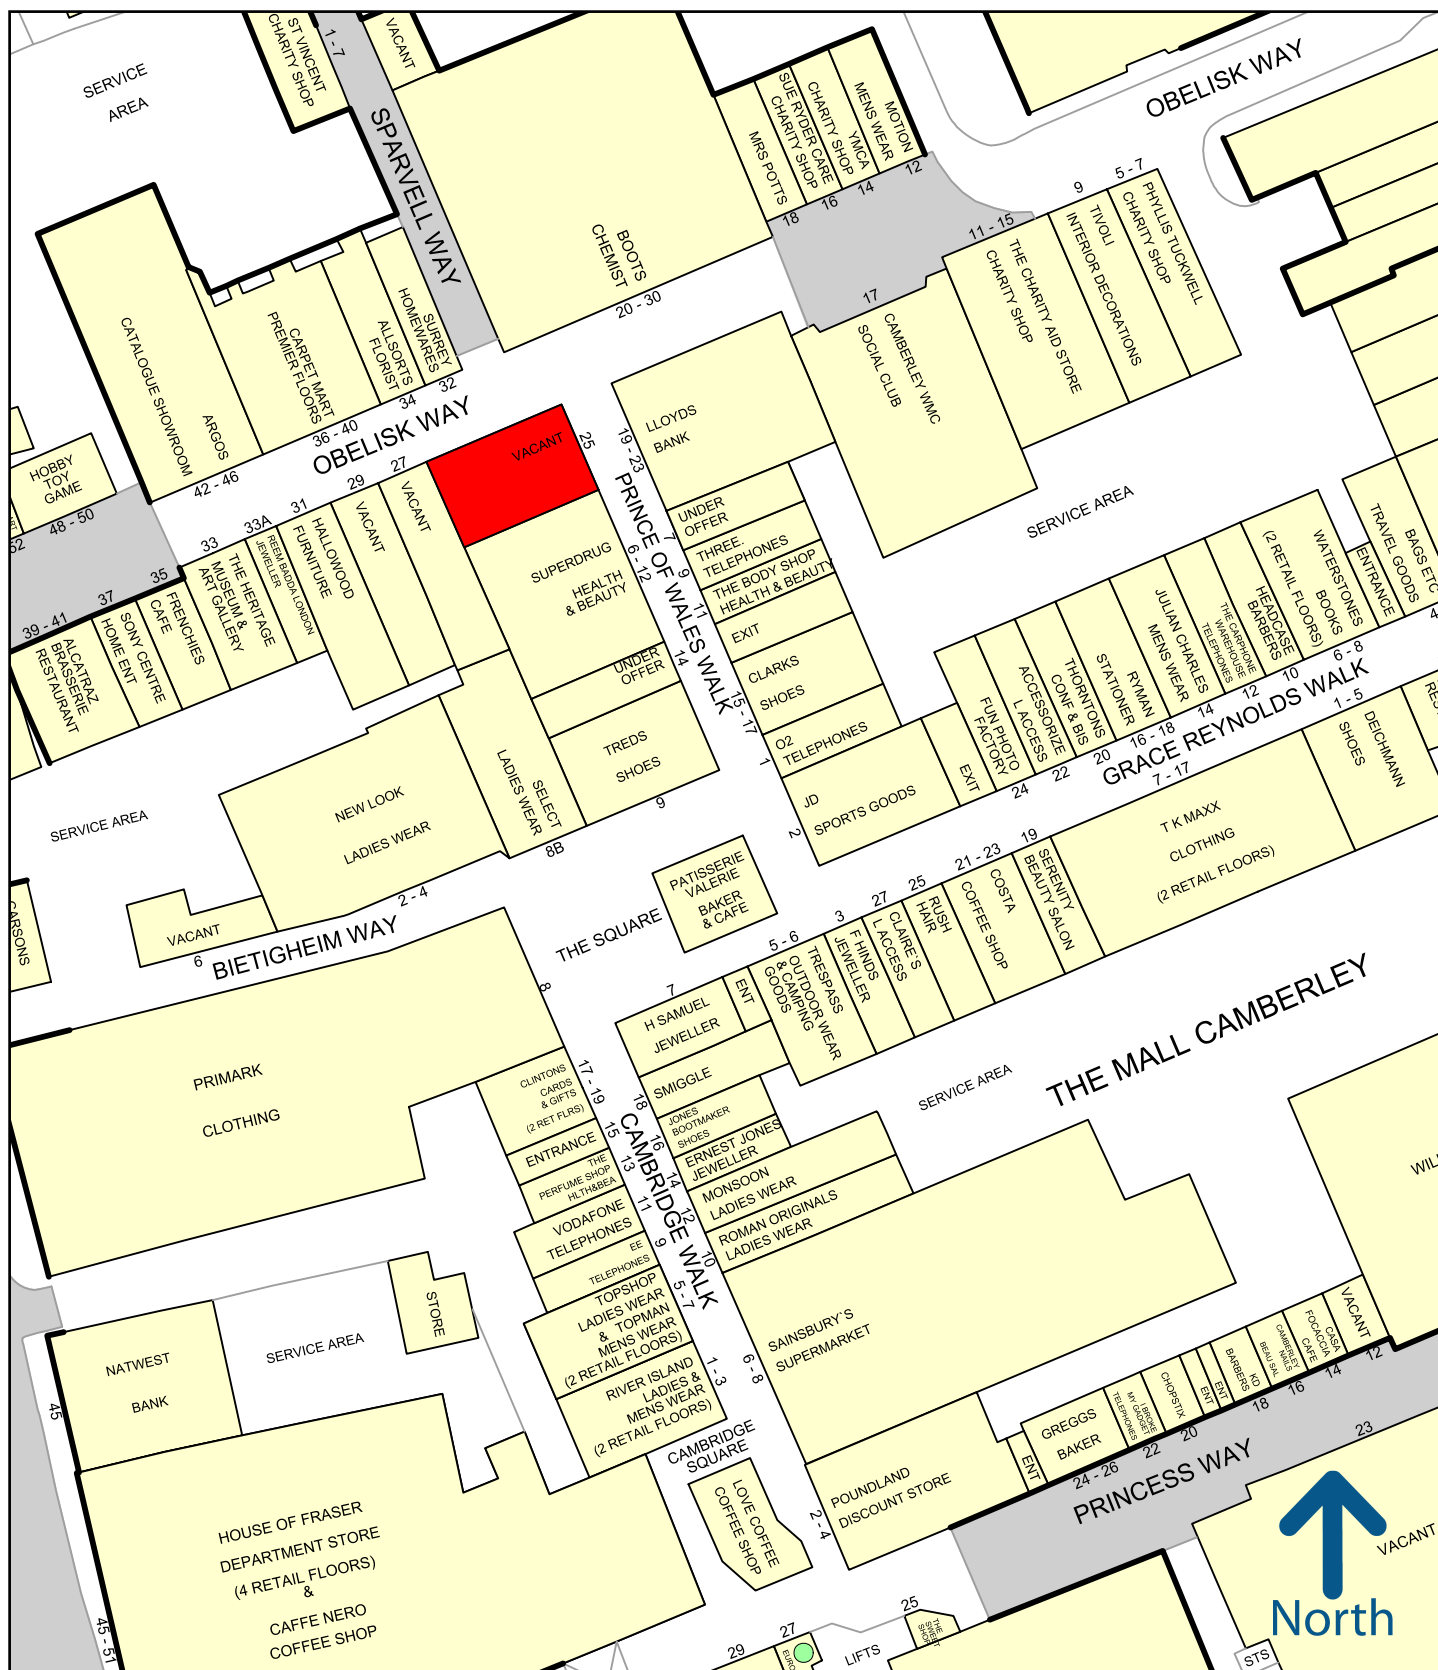 SERVICE
AREA
ST VINCENT
CHARITY SHOP
1 - 7
VACANT
SPARVELL WAY
BOOTS
CHEMIST
20 - 30
MRS POTTS
18
SUE RYDER CARE
CHARITY SHOP
16
YMCA
CHARITY SHOP
14
MOTION
MENS WEAR
12
OBELISK WAY
5 - 7
PHYLLIS TUCKWELL
CHARITY SHOP
9
TIVOLI
INTERIOR DECORATIONS
11 - 15
THE CHARITY AID STORE
CHARITY SHOP
17
CAMBERLEY WMC
SOCIAL CLUB
ARGOS
CATALOGUE SHOWROOM
42 - 46
CARPET MART
PREMIER FLOORS
36 - 40
ALLSORTS
FLORIST
34
SURREY
HOMEWARES
32
OBELISK WAY
HOBBY
TOY
GAME
48 - 50
52
VACANT
25
27
VACANT
29
VACANT
31
HALLOWOOD
FURNITURE
33A
REEM BADDA LONDON
JEWELLER
33
THE HERITAGE
MUSEUM &
ART GALLERY
35
FRENCHIES
CAFE
37
SONY CENTRE
HOME ENT
39 - 41
ALCATRAZ
BRASSERIE
RESTAURANT
LLOYDS
BANK
19 - 23
PRINCE OF WALES WALK
UNDER
OFFER
7
THREE.
TELEPHONES
9
THE BODY SHOP
HEALTH & BEAUTY
11
EXIT
CLARKS
SHOES
15 - 17
O2
TELEPHONES
1
JD
SPORTS GOODS
2
SUPERDRUG
HEALTH
& BEAUTY
6 - 12
UNDER
OFFER
14
TREDS
SHOES
9
SELECT
LADIES WEAR
8B
NEW LOOK
LADIES WEAR
2 - 4
SERVICE AREA
VACANT
6
BIETIGHEIM WAY
CARSONS
SERVICE AREA
EXIT
FUN PHOTO
FACTORY
24
ACCESSORIZE
L ACCESS
22
THORNTONS
CONF & BIS
20
RYMAN
STATIONER
16 - 18
JULIAN CHARLES
MENS WEAR
14
THE CARPHONE
WAREHOUSE
TELEPHONES
12
HEADCASE
BARBERS
10
WATERSTONES
BOOKS
(2 RETAIL FLOORS)
6 - 8
ENTRANCE
BAGS ETC
TRAVEL GOODS
4
GRACE REYNOLDS WALK
1 - 5
DEICHMANN
SHOES
7 - 17
T K MAXX
CLOTHING
(2 RETAIL FLOORS)
19
SERENITY
BEAUTY SALON
21 - 23
COSTA
COFFEE SHOP
25
RUSH
HAIR
27
CLAIRE'S
L ACCESS
3
F HINDS
JEWELLER
5 - 6
TRESPASS
OUTDOOR WEAR
& CAMPING
GOODS
ENT
7
H SAMUEL
JEWELLER
THE SQUARE
PATISSERIE
VALERIE
BAKER
& CAFE
THE MALL CAMBERLEY
SERVICE AREA
8
PRIMARK
CLOTHING
CLINTONS
CARDS
& GIFTS
(2 RET FLRS)
17 - 19
ENTRANCE
15
THE
PERFUME SHOP
HLTH&BEA
13
VODAFONE
TELEPHONES
11
EE
TELEPHONES
9
TOPSHOP
LADIES WEAR
& TOPMAN
MENS WEAR
(2 RETAIL FLOORS)
5 - 7
RIVER ISLAND
LADIES &
MENS WEAR
(2 RETAIL FLOORS)
1 - 3
CAMBRIDGE WALK
SMIGGLE
18
JONES
BOOTMAKER
SHOES
16
ERNEST JONES
JEWELLER
14
MONSOON
LADIES WEAR
12
ROMAN ORIGINALS
LADIES WEAR
10
SAINSBURY`S
SUPERMARKET
6 - 8
POUNDLAND
DISCOUNT STORE
2 - 4
CAMBRIDGE
SQUARE
LOVE COFFEE
COFFEE SHOP
ENT
GREGGS
BAKER
24 - 26
I BROKE
MY GADGET
TELEPHONES
22
CHOPSTIX
20
ENT
ENT
KD
BARBERS
18
CAMBERLEY
NAILS
BEAU SAL
16
CASA
FOCACCIA
CAFE
14
VACANT
12
PRINCESS WAY
23
VACANT
North
STS
NATWEST
BANK
45
SERVICE AREA
STORE
HOUSE OF FRASER
DEPARTMENT STORE
(4 RETAIL FLOORS)
&
CAFFE NERO
COFFEE SHOP
45 - 51
29
27
LIFTS
25
THE
SWEET
SHOP